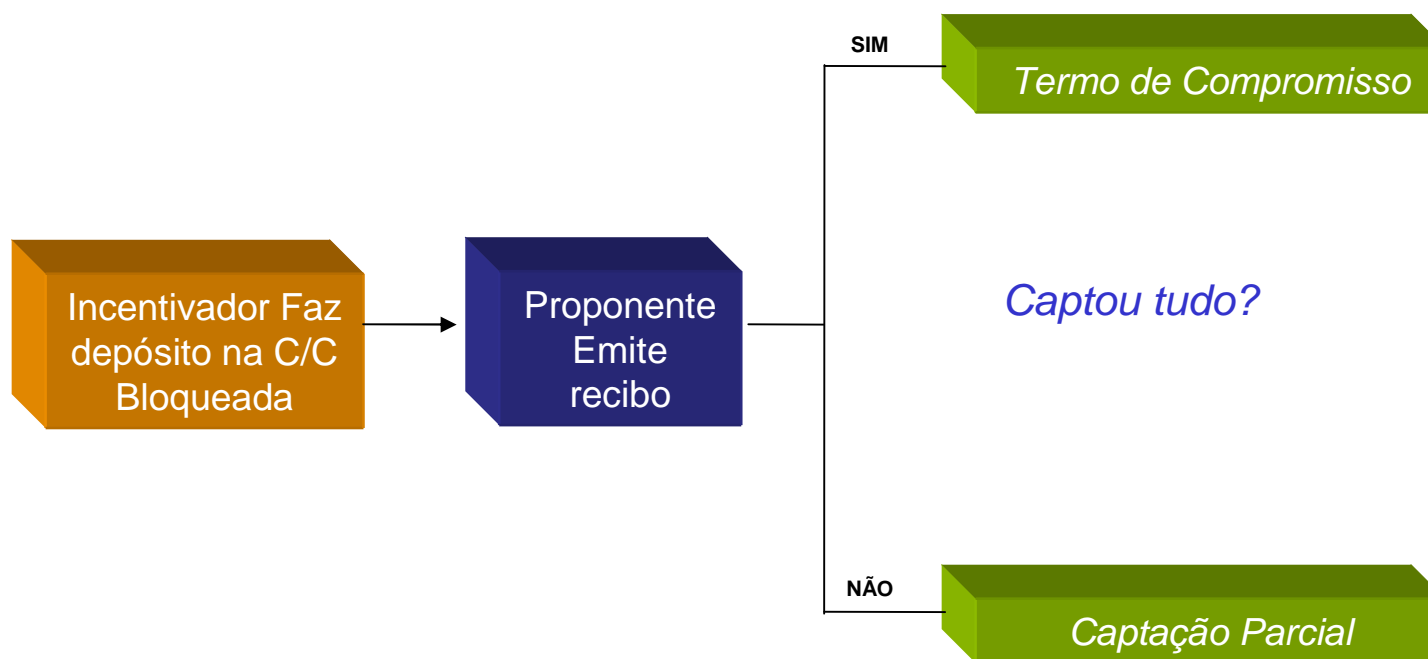 SIM
Termo de Compromisso
Incentivador Faz
depósito na C/C
Bloqueada
Proponente
Emite
recibo
Captou tudo?
NÃO
Captação Parcial